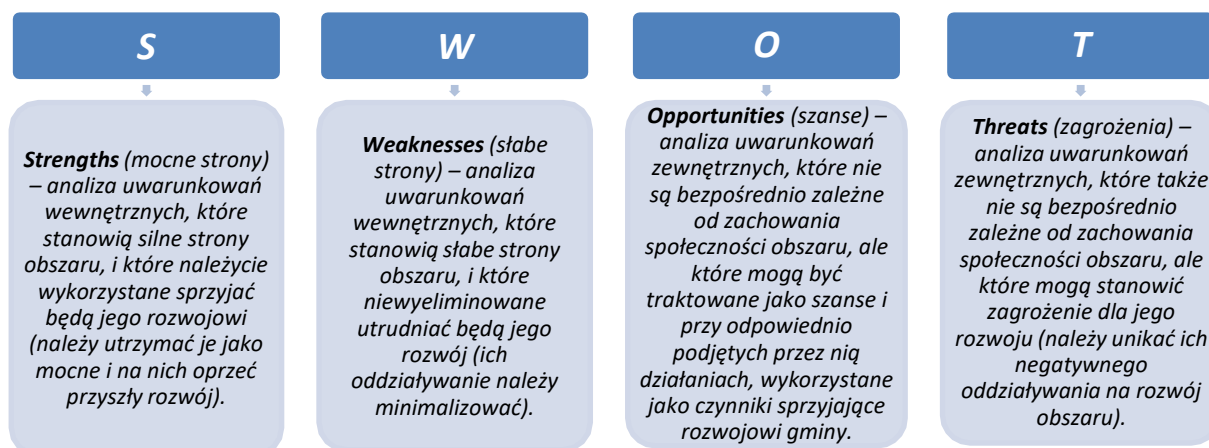 S
Strengths (mocne strony)
– analiza uwarunkowań
wewnętrznych, które
stanowią silne strony
obszaru, i które należycie
wykorzystane sprzyjać
będą jego rozwojowi
(należy utrzymać je jako
mocne i na nich oprzeć
przyszły rozwój).
W
Weaknesses (słabe
strony) – analiza
uwarunkowań
wewnętrznych, które
stanowią słabe strony
obszaru, i które
niewyeliminowane
utrudniać będą jego
rozwój (ich
oddziaływanie należy
minimalizować).
O
Opportunities (szanse) –
analiza uwarunkowań
zewnętrznych, które nie
są bezpośrednio zależne
od zachowania
społeczności obszaru, ale
które mogą być
traktowane jako szanse i
przy odpowiednio
podjętych przez nią
działaniach, wykorzystane
jako czynniki sprzyjające
rozwojowi gminy.
T
Threats (zagrożenia) –
analiza uwarunkowań
zewnętrznych, które także
nie są bezpośrednio
zależne od zachowania
społeczności obszaru, ale
które mogą stanowić
zagrożenie dla jego
rozwoju (należy unikać ich
negatywnego
oddziaływania na rozwój
obszaru).